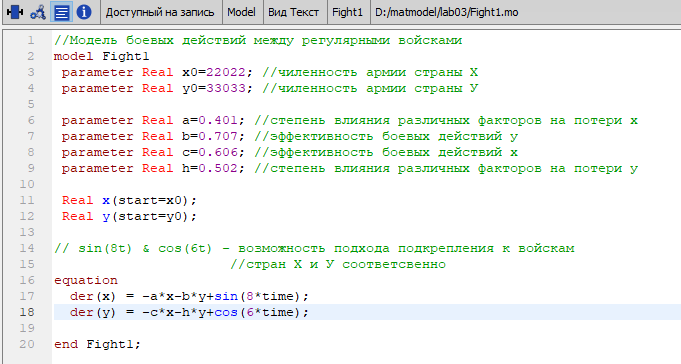 Доступный на запись Model Вид Текст Fight1 D:/matmodel/lab03/Fight1.mo
1 //Модель боевых действий между регулярными войсками
2 model Fight1
3 parameter Real x0=22022; //чиленность армии страны Х
4 parameter Real y0=33033; //чиленность армии страны У
5
6 parameter Real a=0.401; //степень влияния различных факторов на потери х
7 parameter Real b=0.707; //эффективность боевых действий у
8 parameter Real c=0.606; //эффективность боевых действий х
9 parameter Real h=0.502; //степень влияния различных факторов на потери у
10
11 Real x(start=x0);
12 Real y(start=y0);
13
14 // sin(8t) & cos(6t) - возможность подхода подкрепления к войскам
15 //стран Х и У соответсвенно
16 equation
17 der(x) = -a*x-b*y+sin(8*time);
18 der(y) = -c*x-h*y+cos(6*time);
19
20 end Fight1;